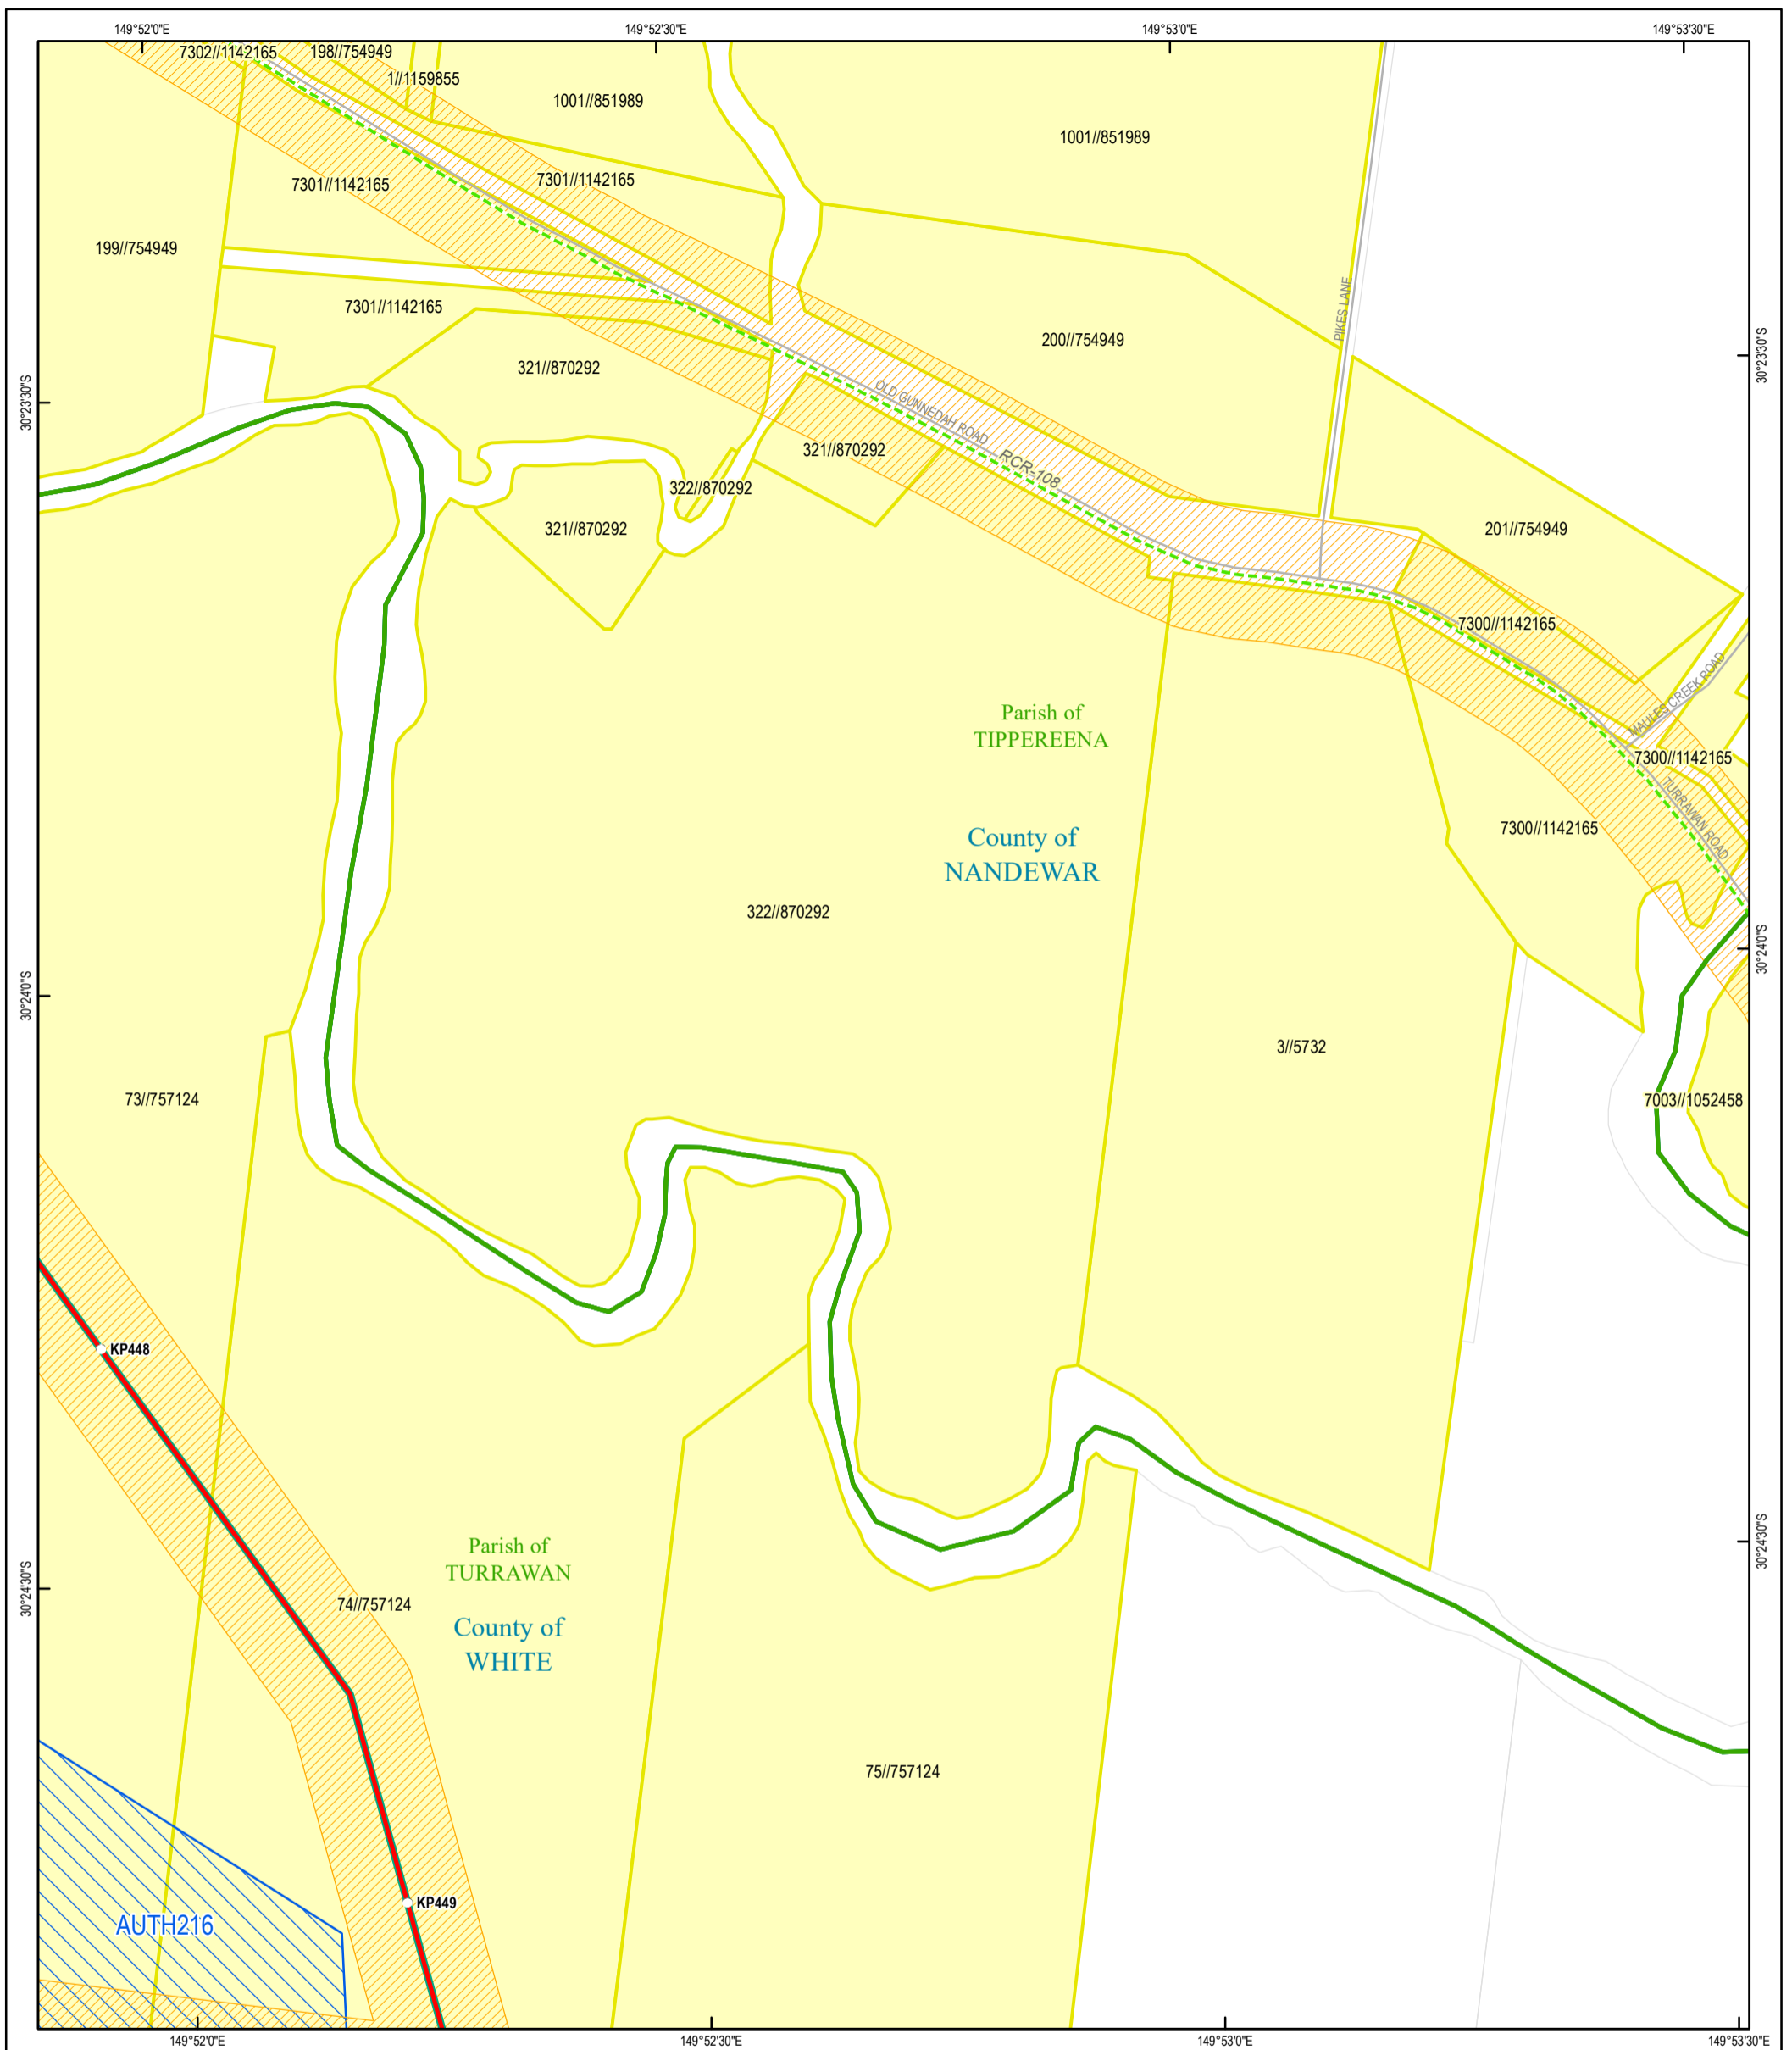 149°52'0"E
149°52'30"E
149°53'0"E
149°53'30"E
7302//1142165
198//754949
1//1159855
1001//851989
1001//851989
7301//1142165
7301//1142165
199//754949
7301//1142165
PIKES LANE
200//754949
30°23'30"S
30°23'30"S
321//870292
OLD GUNNEDAH ROAD
321//870292
RCR-108
322//870292
321//870292
201//754949
7300//1142165
MAULES CREEK ROAD
Parish of
TIPPEREENA
7300//1142165
TURRAWAN ROAD
7300//1142165
County of
NANDEWAR
322//870292
30°24'0"S
30°24'0"S
3//5732
73//757124
7003//1052458
KP448
Parish of
TURRAWAN
30°24'30"S
30°24'30"S
74//757124
County of
WHITE
75//757124
KP449
AUTH216
149°52'0"E
149°52'30"E
149°53'0"E
149°53'30"E